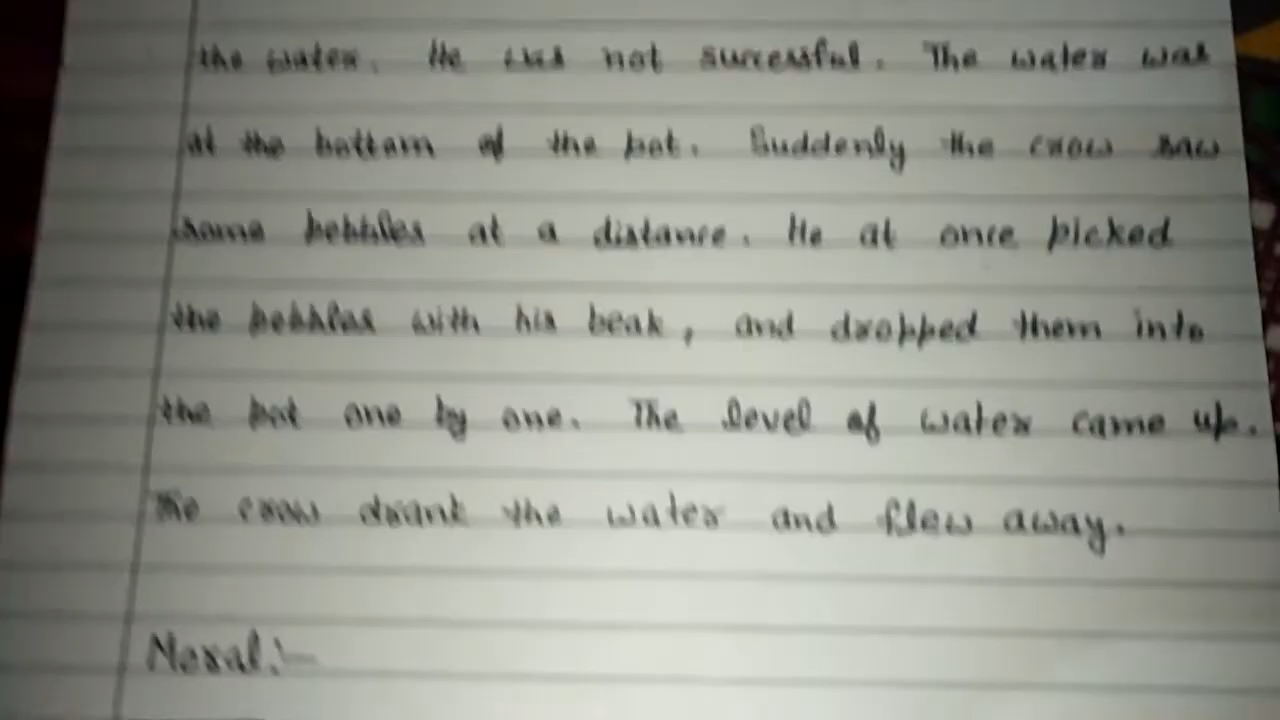 the water. He was not successful. The water was
at the bottom of the pot. Suddenly the crow saw
some pebbles at a distance. He at once picked
the pebbles with his beak, and dropped them into
the pot one by one. The level of water came up.
The crow drank the water and flew away.
Moral:-